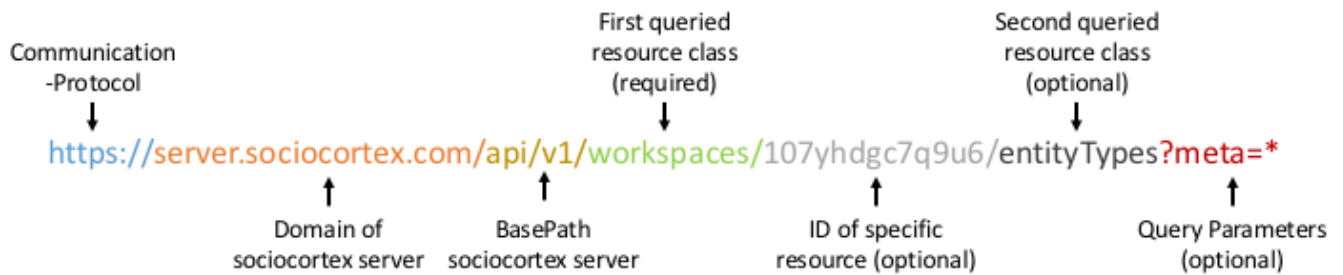 First queried
resource class
(required)
Second queried
resource class
(optional)
Communication
-Protocol
https://server.sociocortex.com/api/v1/workspaces/107yhdgc7q9u6/entityTypes?meta=*
Domain of
sociocortex server
BasePath
sociocortex server
ID of specific
resource (optional)
Query Parameters
(optional)